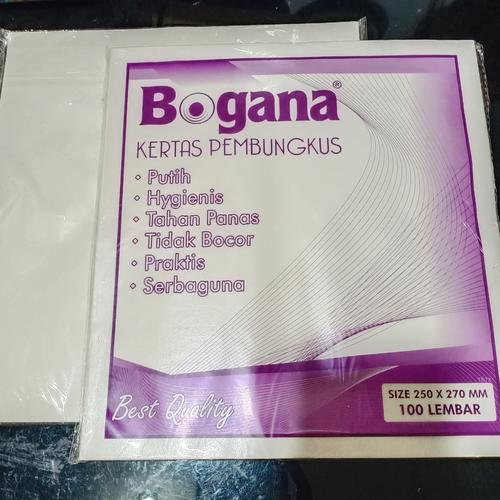 Bogana®
KERTAS PEMBUNGKUS
• Putih
• Hygienis
• Tahan Panas
• Tidak Bocor
• Praktis
• Serbaguna
Best Quality
SIZE 250 X 270 MM
100 LEMBAR